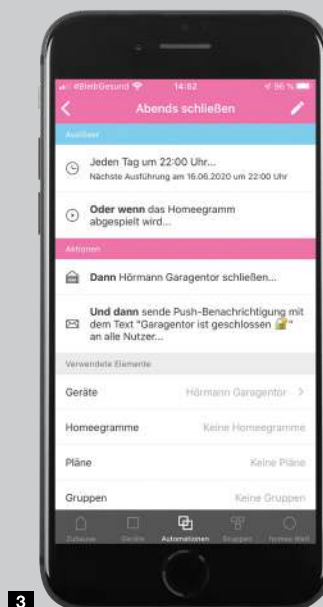 #BleibGesund 14:52 96 %
Abends schließen
Auslöser
Jeden Tag um 22:00 Uhr...
Nächste Ausführung am 16.06.2020 um 22:00 Uhr
Oder wenn das Homeegramm
abgespielt wird...
Aktionen
Dann Hörmann Garagentor schließen...
Und dann sende Push-Benachrichtigung mit
dem Text "Garagentor ist geschlossen 🔐"
an alle Nutzer...
Verwendete Elemente
Geräte Hörmann Garagentor >
Homeegramme Keine Homeegramme
Pläne Keine Pläne
Gruppen Keine Gruppen
Zuhause Geräte Automationen Gruppen
3